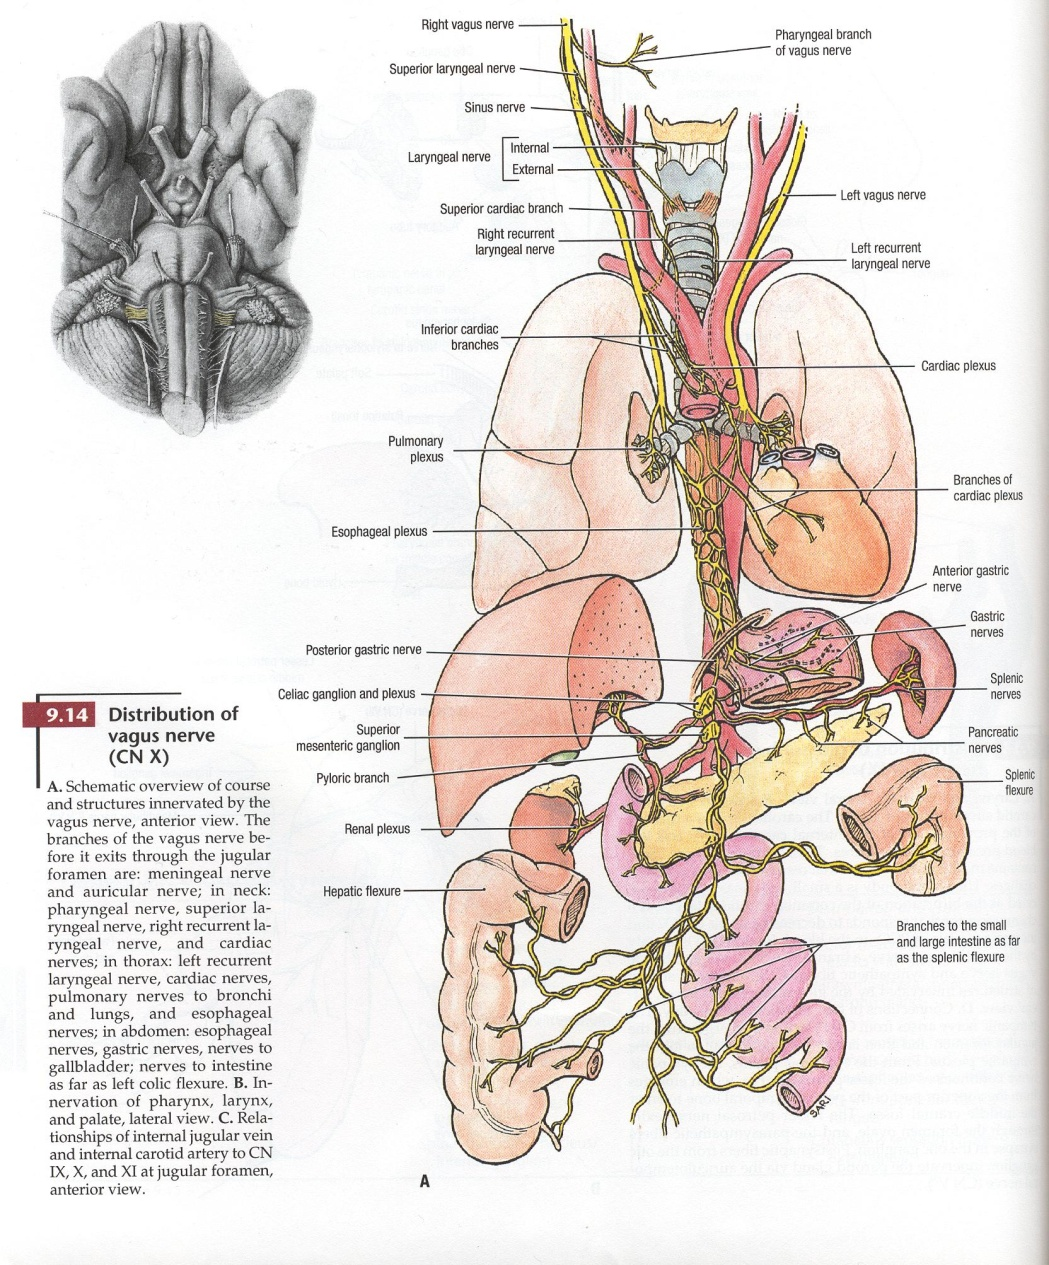 Right vagus nerve
Pharyngeal branch
of vagus nerve
Superior laryngeal nerve
Sinus nerve
Laryngeal nerve
Internal
External
Left vagus nerve
Superior cardiac branch
Right recurrent
laryngeal nerve
Left recurrent
laryngeal nerve
Inferior cardiac
branches
Cardiac plexus
Pulmonary
plexus
Branches of
cardiac plexus
Esophageal plexus
Anterior gastric
nerve
Gastric
nerves
Posterior gastric nerve
Splenic
nerves
Celiac ganglion and plexus
Superior
mesenteric ganglion
Pancreatic
nerves
Pyloric branch
Splenic
flexure
Renal plexus
Hepatic flexure
Branches to the small
and large intestine as far
as the splenic flexure
SARI
A
9.14 Distribution of
vagus nerve
(CN X)
A. Schematic overview of course
and structures innervated by the
vagus nerve, anterior view. The
branches of the vagus nerve be-
fore it exits through the jugular
foramen are: meningeal nerve
and auricular nerve; in neck:
pharyngeal nerve, superior la-
ryngeal nerve, right recurrent la-
ryngeal nerve, and cardiac
nerves; in thorax: left recurrent
laryngeal nerve, cardiac nerves,
pulmonary nerves to bronchi
and lungs, and esophageal
nerves; in abdomen: esophageal
nerves, gastric nerves, nerves to
gallbladder; nerves to intestine
as far as left colic flexure. B. In-
nervation of pharynx, larynx,
and palate, lateral view. C. Rela-
tionships of internal jugular vein
and internal carotid artery to CN
IX, X, and XI at jugular foramen,
anterior view.